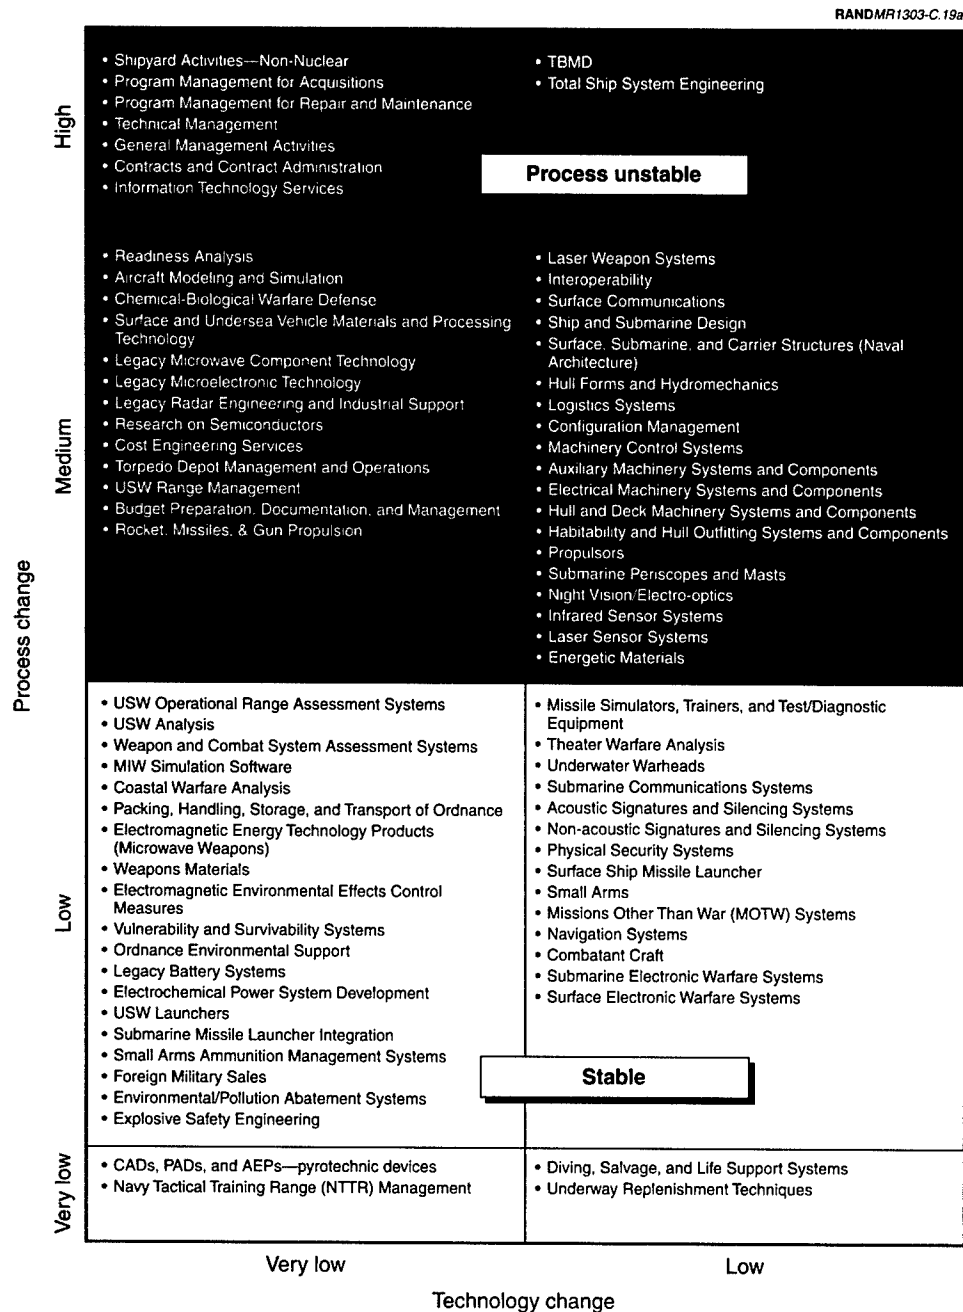 RANDMR1303-C.19a
High
• Shipyard Activities—Non-Nuclear
• Program Management for Acquisitions
• Program Management for Repair and Maintenance
• Technical Management
• General Management Activities
• Contracts and Contract Administration
• Information Technology Services
• TBMD
• Total Ship System Engineering
Process unstable
Medium
• Readiness Analysis
• Aircraft Modeling and Simulation
• Chemical-Biological Warfare Defense
• Surface and Undersea Vehicle Materials and Processing
Technology
• Legacy Microwave Component Technology
• Legacy Microelectronic Technology
• Legacy Radar Engineering and Industrial Support
• Research on Semiconductors
• Cost Engineering Services
• Torpedo Depot Management and Operations
• USW Range Management
• Budget Preparation, Documentation, and Management
• Rocket, Missiles, & Gun Propulsion
• Laser Weapon Systems
• Interoperability
• Surface Communications
• Ship and Submarine Design
• Surface, Submarine, and Carrier Structures (Naval
Architecture)
• Hull Forms and Hydromechanics
• Logistics Systems
• Configuration Management
• Machinery Control Systems
• Auxiliary Machinery Systems and Components
• Electrical Machinery Systems and Components
• Hull and Deck Machinery Systems and Components
• Habitability and Hull Outfitting Systems and Components
• Propulsors
• Submarine Periscopes and Masts
• Night Vision/Electro-optics
• Infrared Sensor Systems
• Laser Sensor Systems
• Energetic Materials
Process change
Low
• USW Operational Range Assessment Systems
• USW Analysis
• Weapon and Combat System Assessment Systems
• MIW Simulation Software
• Coastal Warfare Analysis
• Packing, Handling, Storage, and Transport of Ordnance
• Electromagnetic Energy Technology Products
(Microwave Weapons)
• Weapons Materials
• Electromagnetic Environmental Effects Control
Measures
• Vulnerability and Survivability Systems
• Ordnance Environmental Support
• Legacy Battery Systems
• Electrochemical Power System Development
• USW Launchers
• Submarine Missile Launcher Integration
• Small Arms Ammunition Management Systems
• Foreign Military Sales
• Environmental/Pollution Abatement Systems
• Explosive Safety Engineering
• Missile Simulators, Trainers, and Test/Diagnostic
Equipment
• Theater Warfare Analysis
• Underwater Warheads
• Submarine Communications Systems
• Acoustic Signatures and Silencing Systems
• Non-acoustic Signatures and Silencing Systems
• Physical Security Systems
• Surface Ship Missile Launcher
• Small Arms
• Missions Other Than War (MOTW) Systems
• Navigation Systems
• Combatant Craft
• Submarine Electronic Warfare Systems
• Surface Electronic Warfare Systems
Stable
Very low
• CADs, PADs, and AEPs—pyrotechnic devices
• Navy Tactical Training Range (NTTR) Management
• Diving, Salvage, and Life Support Systems
• Underway Replenishment Techniques
Very low
Low
Technology change